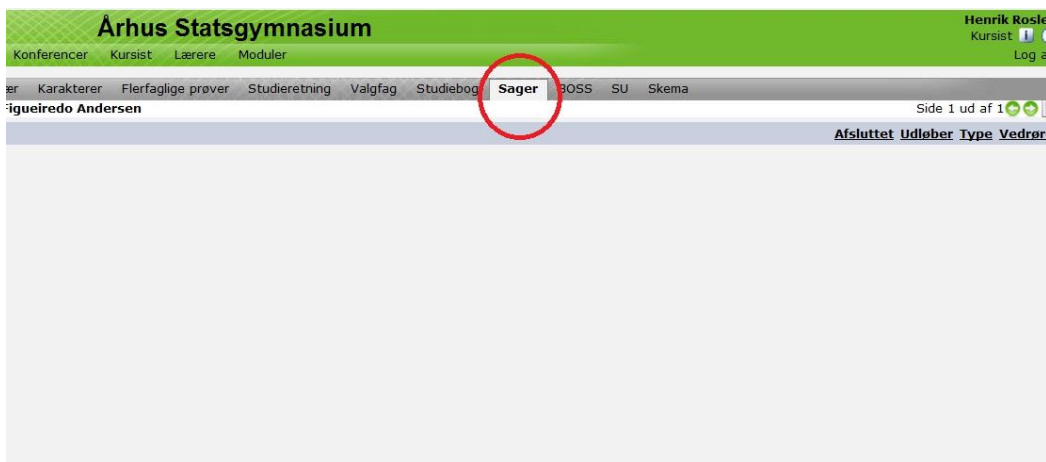 Århus Statsgymnasium
Henrik Rosle
Kursist
Konferencer Kursist Lærere Moduler
Log a
er Karakterer Flerfaglige prøver Studieretning Valgfag Studiebog Sager BOSS SU Skema
Figueiredo Andersen
Side 1 ud af 1
Afsluttet Udløber Type Vedrør